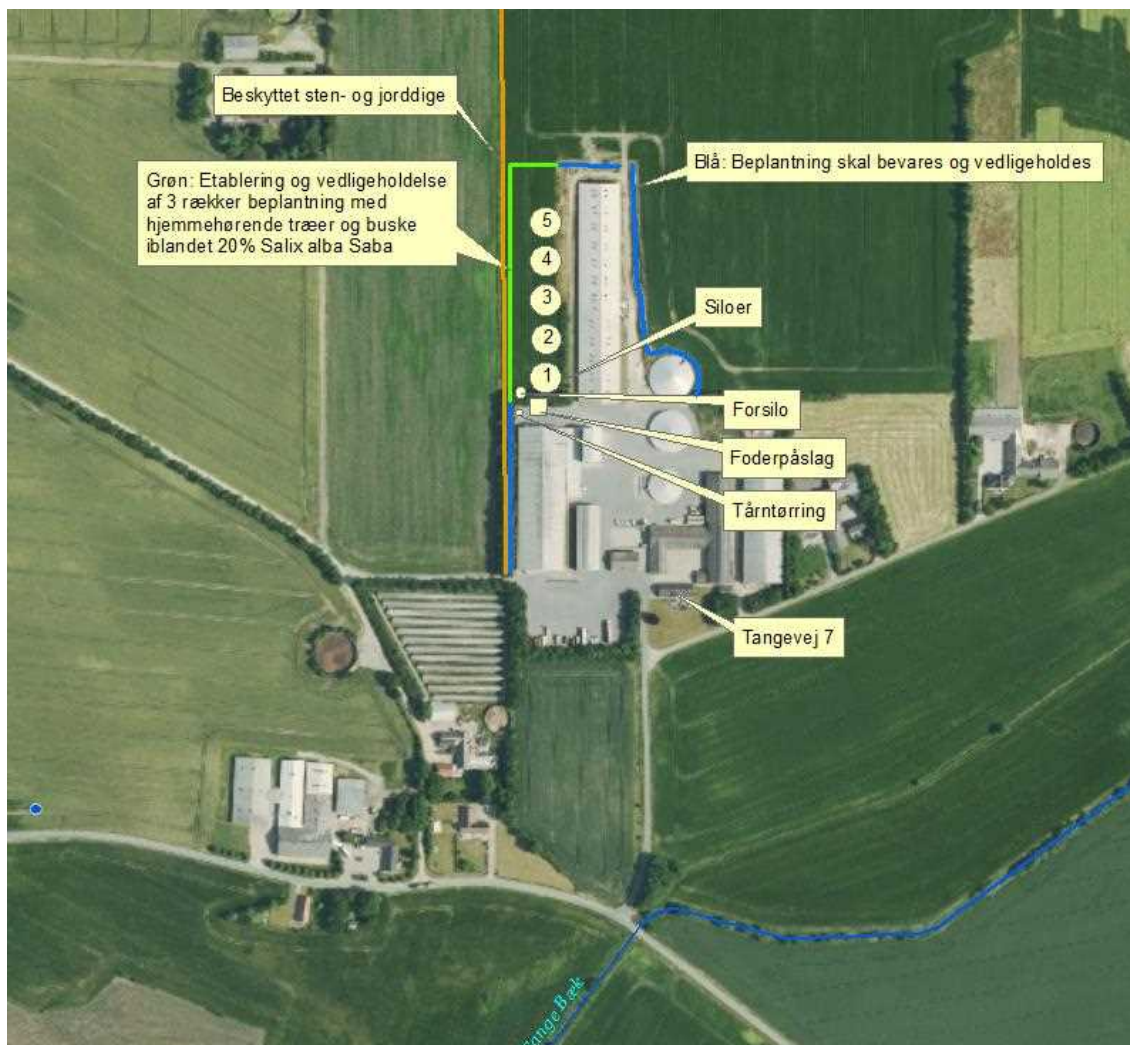 Beskyttet sten- og jorddige
Grøn: Etablering og vedligeholdelse
af 3 rækker beplantning med
hjemmehørende træer og buske
iblandet 20% Salix alba Saba
Blå: Beplantning skal bevares og vedligeholdes
5
4
3
2
1
Siloer
Forsilo
Foderpåslag
Tårntørring
Tangevej 7
Tange Bæk